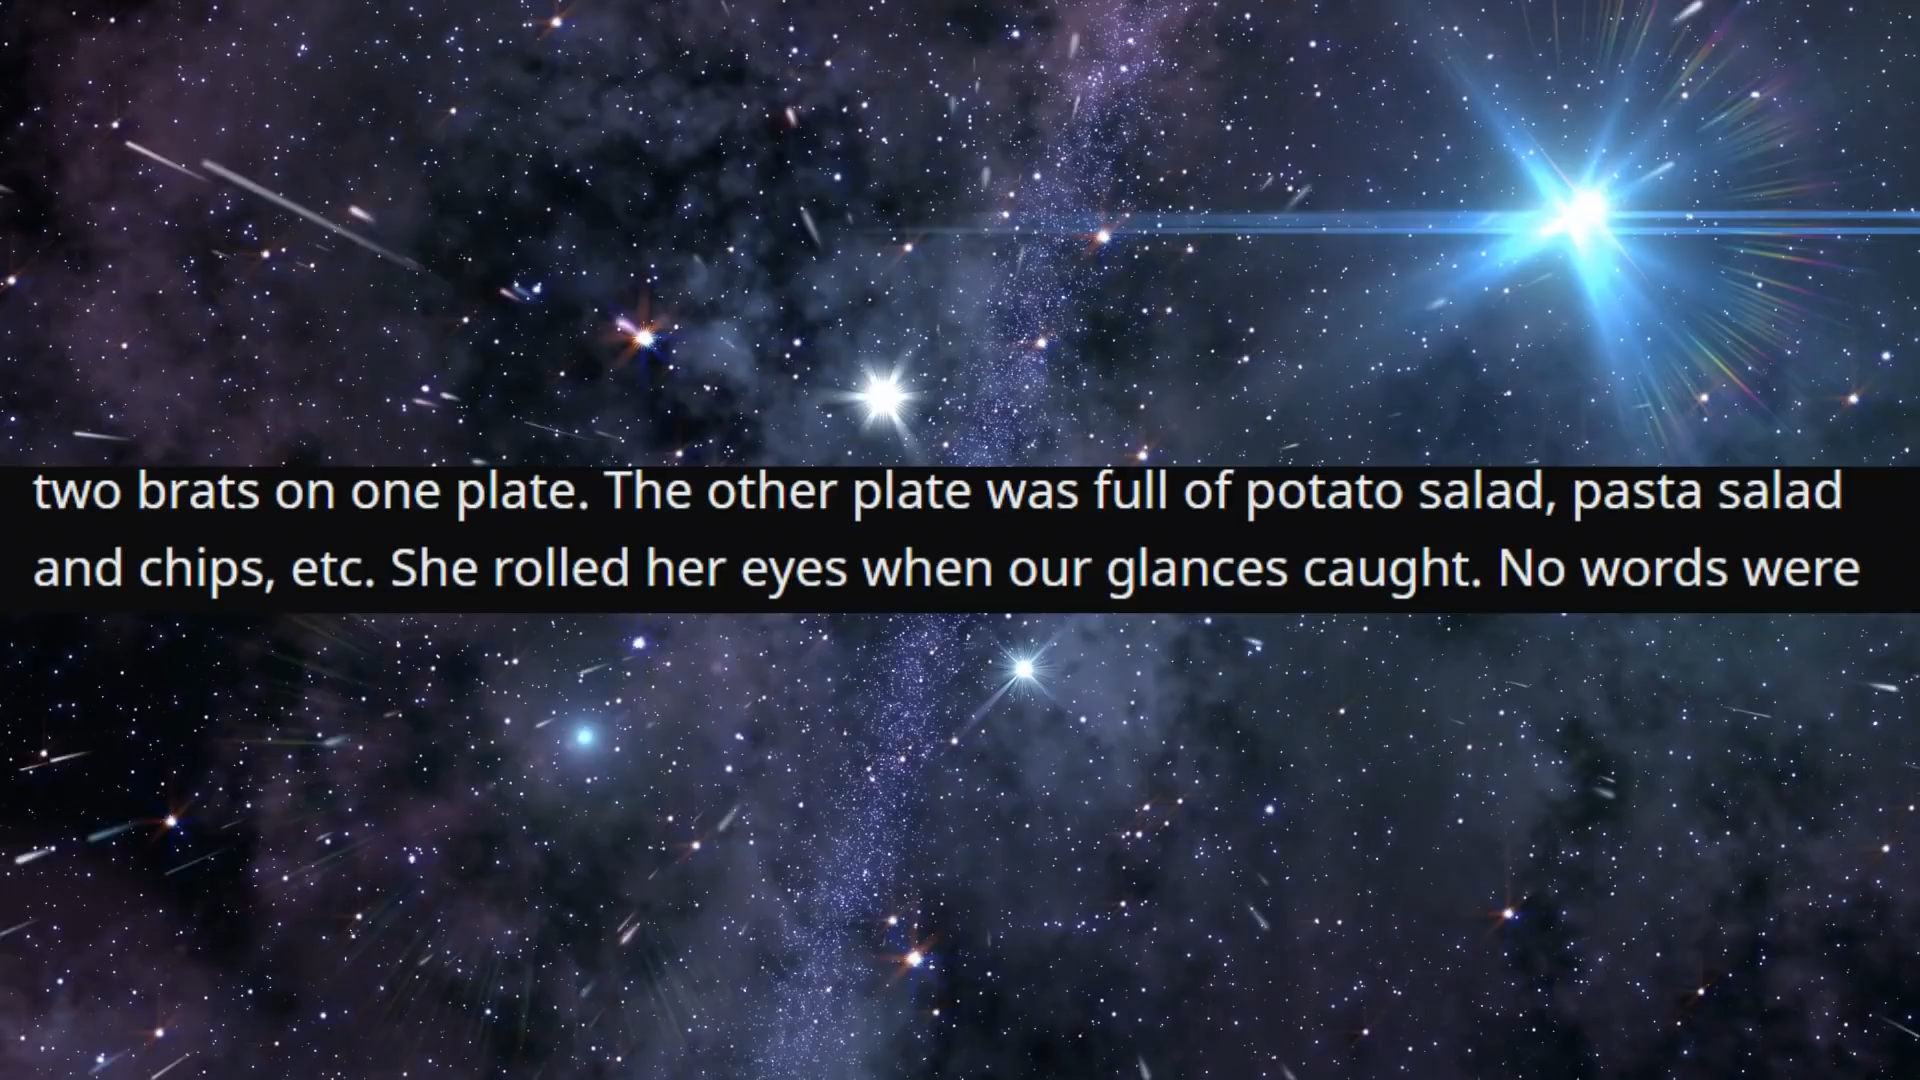 two brats on one plate. The other plate was full of potato salad, pasta salad
and chips, etc. She rolled her eyes when our glances caught. No words were